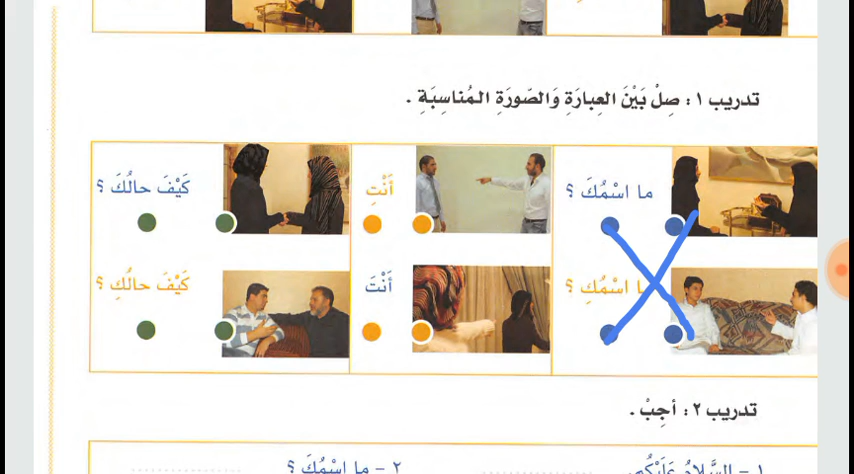 تدريب ١ : صِلْ بَيْنَ العِبارَةِ وَالصّورَةِ المُناسِبَةِ .
ما اسْمُكَ ؟
أَنْتِ
كَيْفَ حالُكَ ؟
اسْمُكِ ؟
أَنْتَ
كَيْفَ حالُكِ ؟
تدريب ٢ : أَجِبْ .
١ - السَّلامُ عَلَيْكُم. ................
٢ - ما اسْمُكَ ؟ ................